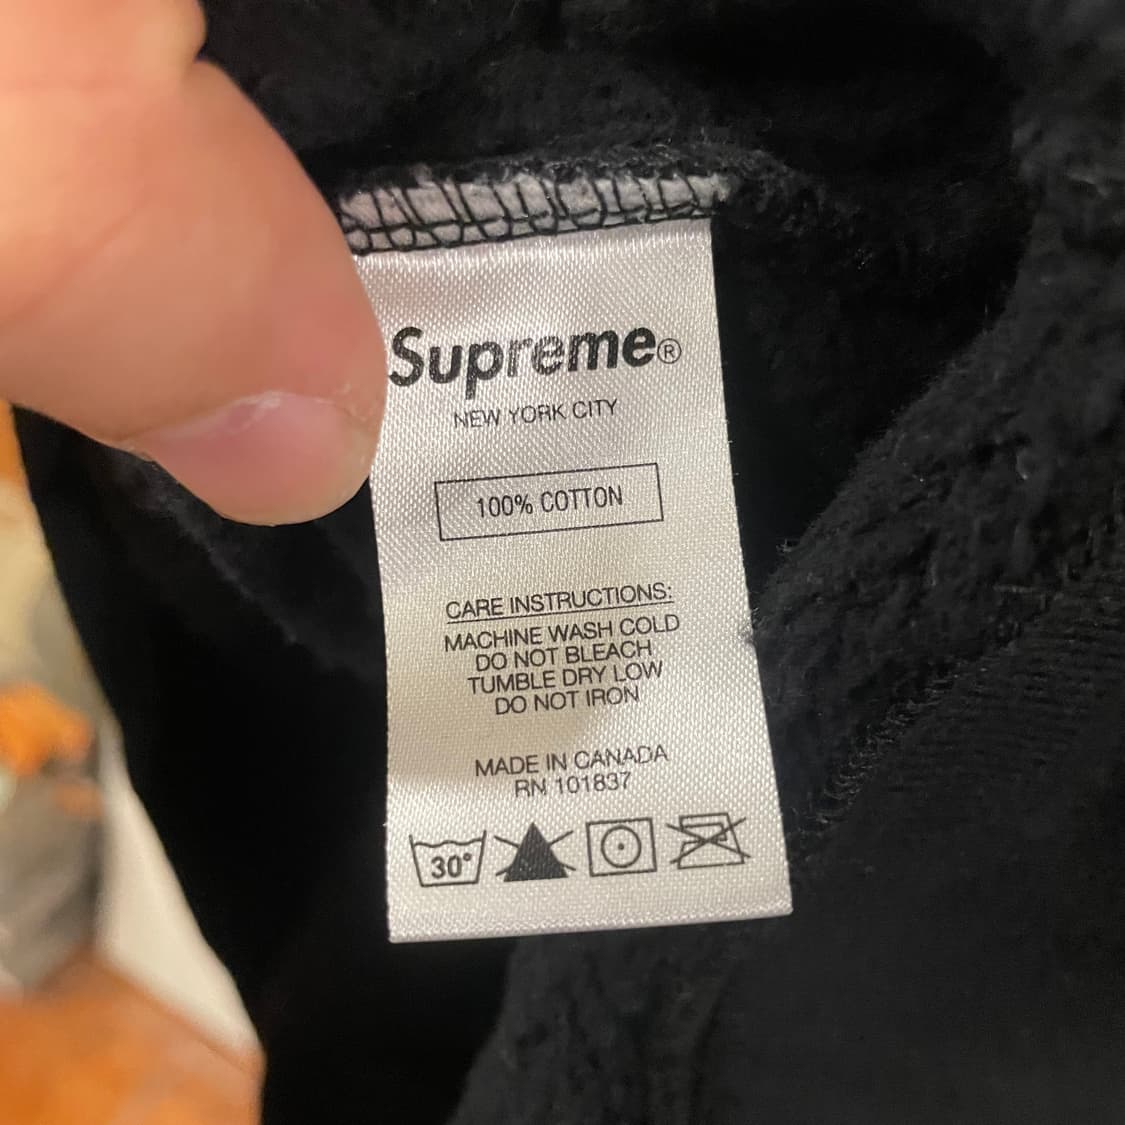 Supreme®
NEW YORK CITY
100% COTTON
CARE INSTRUCTIONS:
MACHINE WASH COLD
DO NOT BLEACH
TUMBLE DRY LOW
DO NOT IRON
MADE IN CANADA
RN 101837
30°